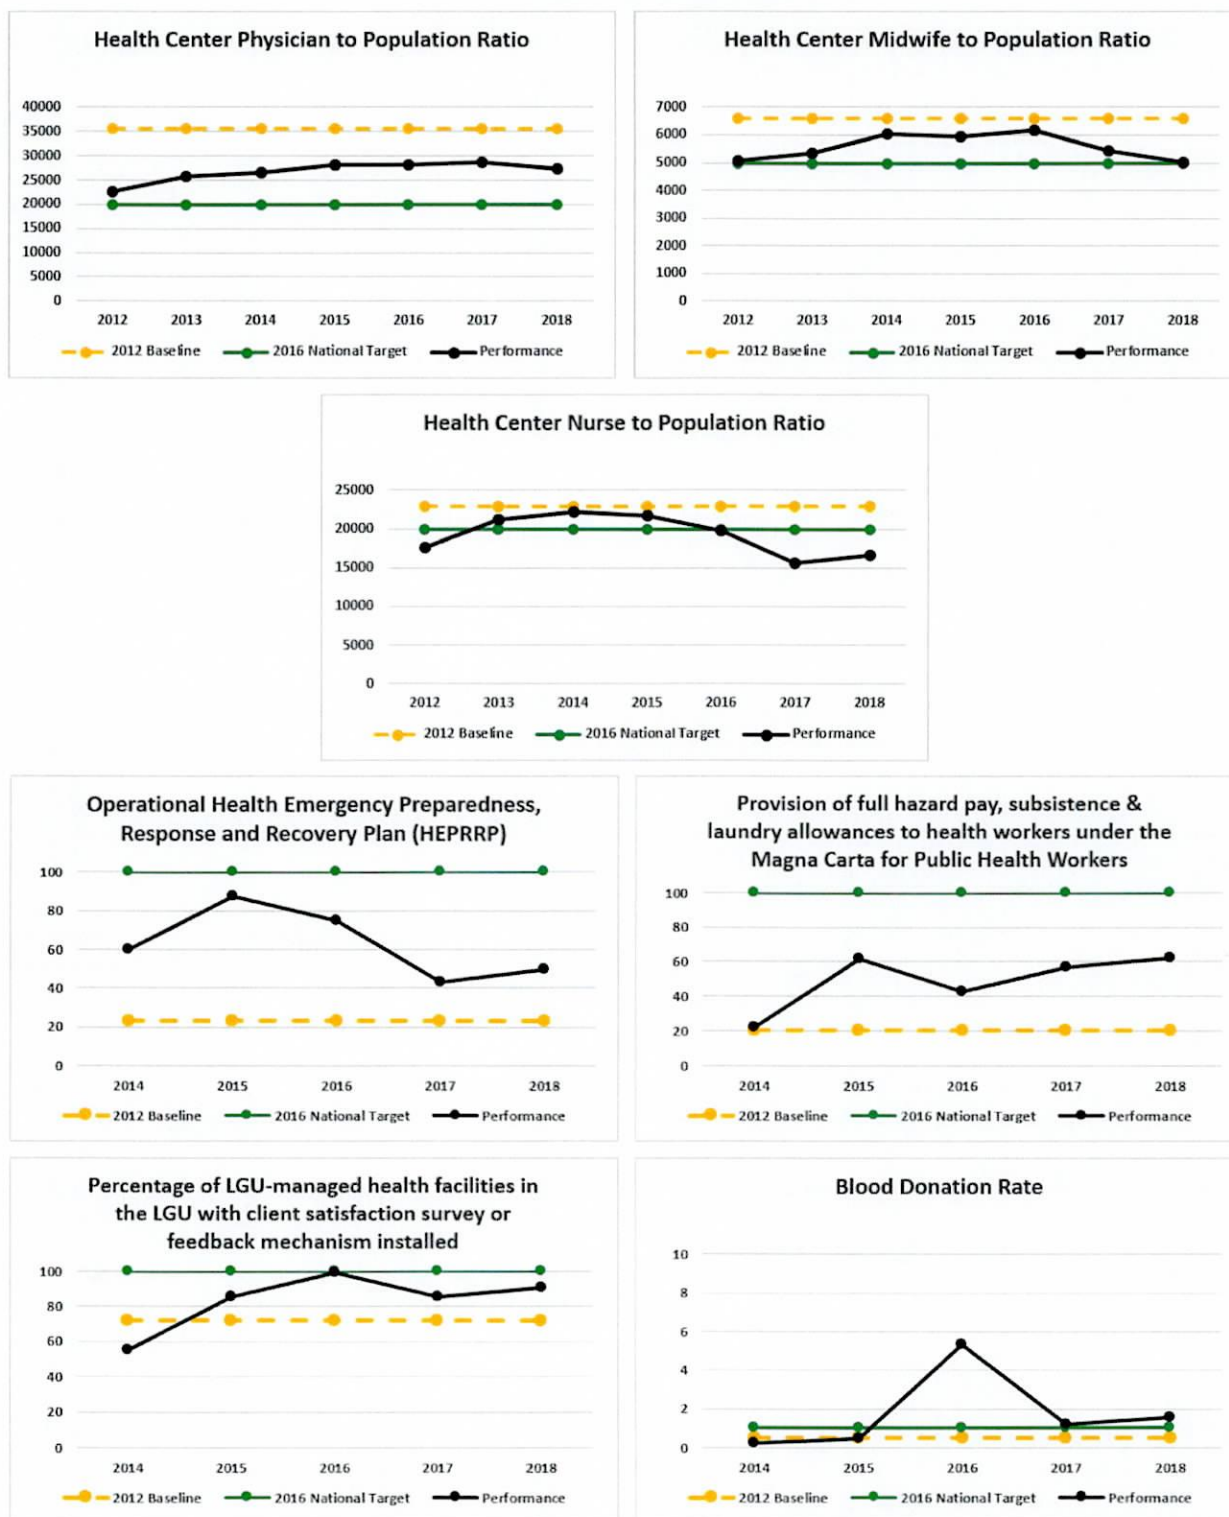 Health Center Physician to Population Ratio
40000
35000
30000
25000
20000
15000
10000
5000
0
2012 2013 2014 2015 2016 2017 2018
2012 Baseline 2016 National Target Performance
Health Center Midwife to Population Ratio
7000
6000
5000
4000
3000
2000
1000
0
2012 2013 2014 2015 2016 2017 2018
2012 Baseline 2016 National Target Performance
Health Center Nurse to Population Ratio
25000
20000
15000
10000
5000
0
2012 2013 2014 2015 2016 2017 2018
2012 Baseline 2016 National Target Performance
Operational Health Emergency Preparedness,
Response and Recovery Plan (HEPRRP)
100
80
60
40
20
0
2014 2015 2016 2017 2018
2012 Baseline 2016 National Target Performance
Provision of full hazard pay, subsistence &
laundry allowances to health workers under the
Magna Carta for Public Health Workers
100
80
60
40
20
0
2014 2015 2016 2017 2018
2012 Baseline 2016 National Target Performance
Percentage of LGU-managed health facilities in
the LGU with client satisfaction survey or
feedback mechanism installed
100
80
60
40
20
0
2014 2015 2016 2017 2018
2012 Baseline 2016 National Target Performance
Blood Donation Rate
10
8
6
4
2
0
2014 2015 2016 2017 2018
2012 Baseline 2016 National Target Performance